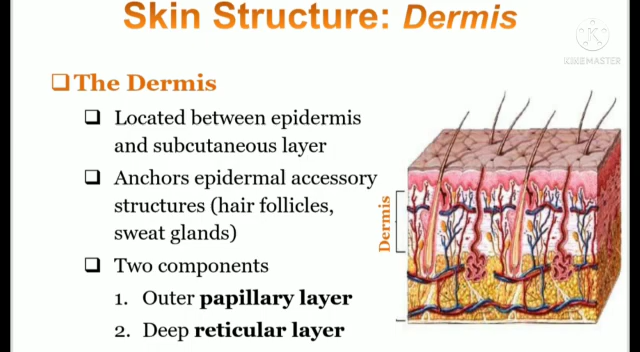 Skin Structure: Dermis
KINEMASTER
❑ The Dermis
❑ Located between epidermis
and subcutaneous layer
❑ Anchors epidermal accessory
structures (hair follicles,
sweat glands)
❑ Two components
1. Outer papillary layer
2. Deep reticular layer
Dermis